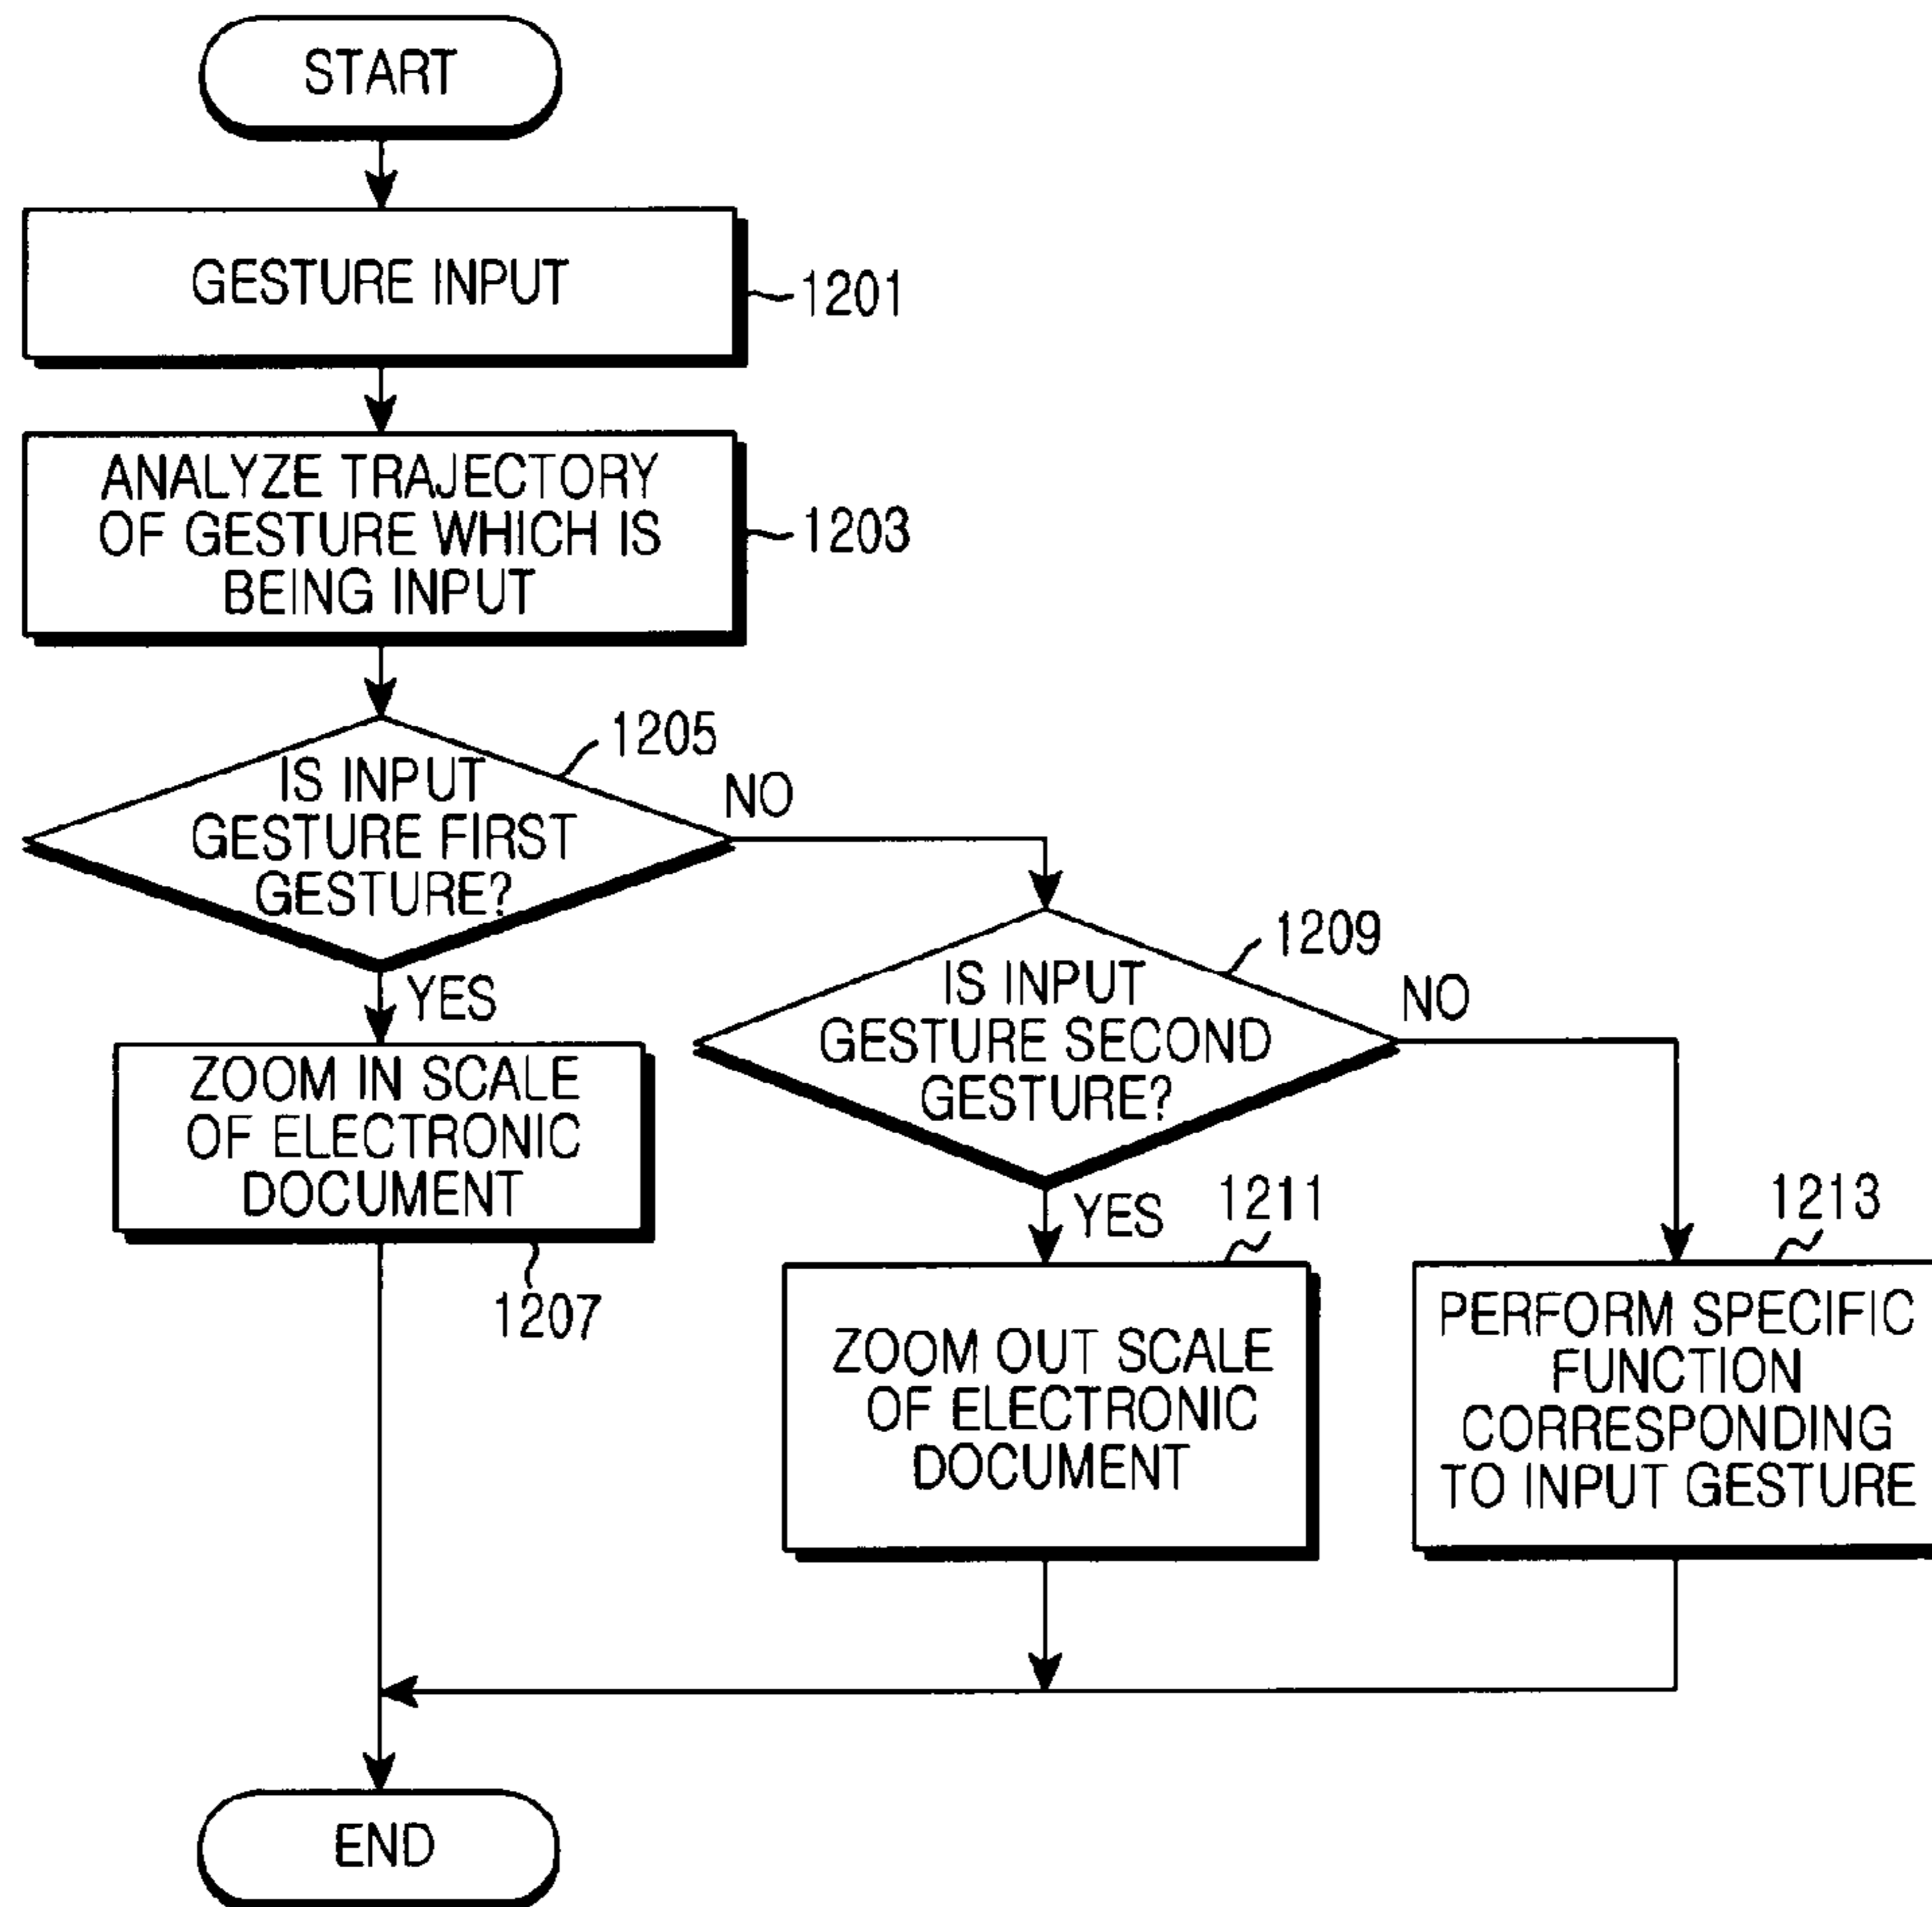 START
GESTURE INPUT
1201
ANALYZE TRAJECTORY
OF GESTURE WHICH IS
BEING INPUT
1203
1205
IS INPUT
GESTURE FIRST
GESTURE?
NO
YES
ZOOM IN SCALE
OF ELECTRONIC
DOCUMENT
1207
1209
IS INPUT
GESTURE SECOND
GESTURE?
NO
YES
1211
ZOOM OUT SCALE
OF ELECTRONIC
DOCUMENT
1213
PERFORM SPECIFIC
FUNCTION
CORRESPONDING
TO INPUT GESTURE
END